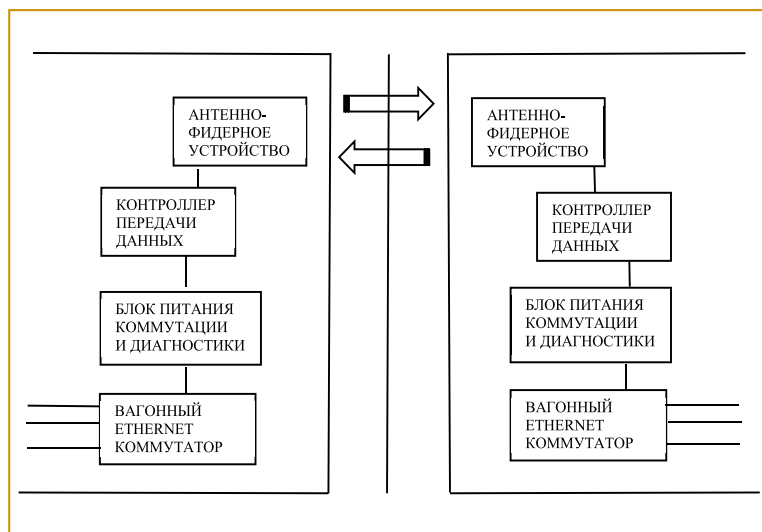 АНТЕННО-
ФИДЕРНОЕ
УСТРОЙСТВО
КОНТРОЛЛЕР
ПЕРЕДАЧИ
ДАННЫХ
БЛОК ПИТАНИЯ
КОММУТАЦИИ
И ДИАГНОСТИКИ
ВАГОННЫЙ
ETHERNET
КОММУТАТОР
АНТЕННО-
ФИДЕРНОЕ
УСТРОЙСТВО
КОНТРОЛЛЕР
ПЕРЕДАЧИ
ДАННЫХ
БЛОК ПИТАНИЯ
КОММУТАЦИИ
И ДИАГНОСТИКИ
ВАГОННЫЙ
ETHERNET
КОММУТАТОР